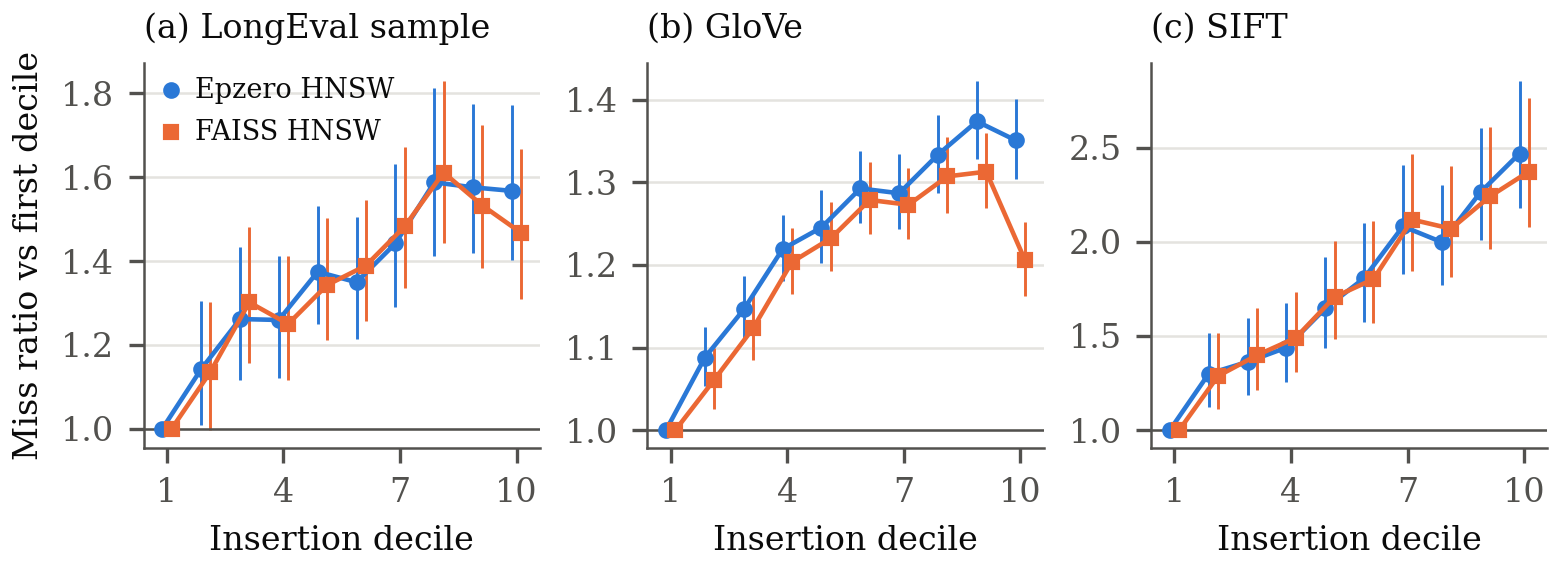 (a) LongEval sample
Miss ratio vs first decile
1.8
1.6
1.4
1.2
1.0
Epzero HNSW
FAISS HNSW
1
4
7
10
Insertion decile
(b) GloVe
1.4
1.3
1.2
1.1
1.0
1
4
7
10
Insertion decile
(c) SIFT
2.5
2.0
1.5
1.0
1
4
7
10
Insertion decile